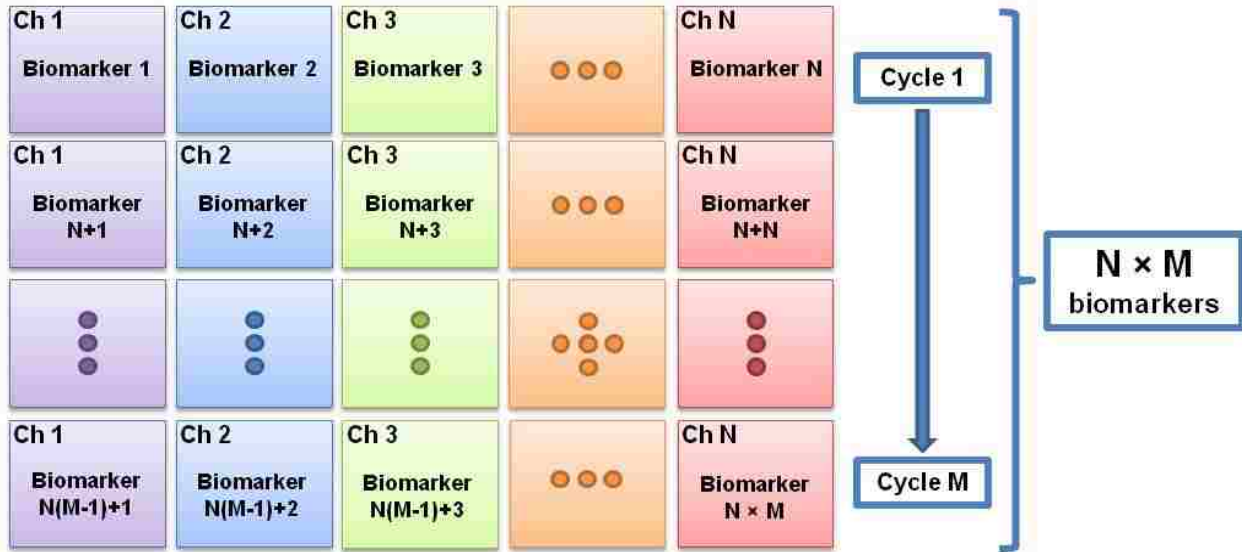 Ch 1
Biomarker 1
Ch 2
Biomarker 2
Ch 3
Biomarker 3
Ch N
Biomarker N
Cycle 1
Ch 1
Biomarker
N+1
Ch 2
Biomarker
N+2
Ch 3
Biomarker
N+3
Ch N
Biomarker
N+N
N × M
biomarkers
Ch 1
Biomarker
N(M-1)+1
Ch 2
Biomarker
N(M-1)+2
Ch 3
Biomarker
N(M-1)+3
Ch N
Biomarker
N × M
Cycle M